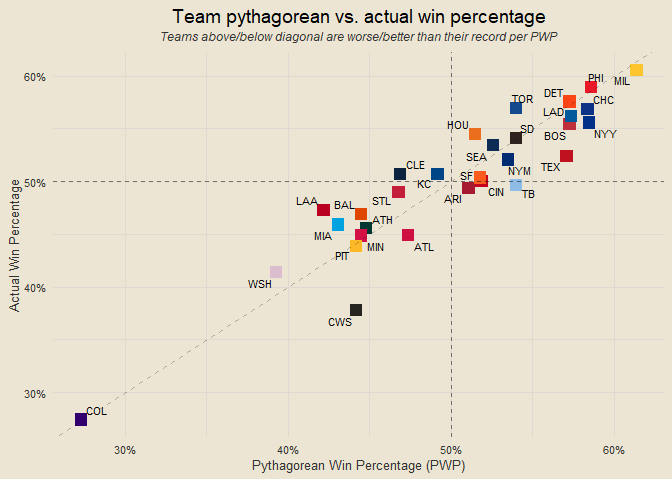 Team pythagorean vs. actual win percentage
Teams above/below diagonal are worse/better than their record per PWP
60%
50%
40%
30%
Actual Win Percentage
PHI
MIL
DET
CHC
TOR
LAD
HOU
SD
BOS
NYY
SEA
TEX
CLE
NYM
KC
SF
CIN
TB
ARI
LAA
BAL
STL
ATH
MIA
MIN
ATL
PIT
WSH
CWS
COL
30%
40%
50%
60%
Pythagorean Win Percentage (PWP)